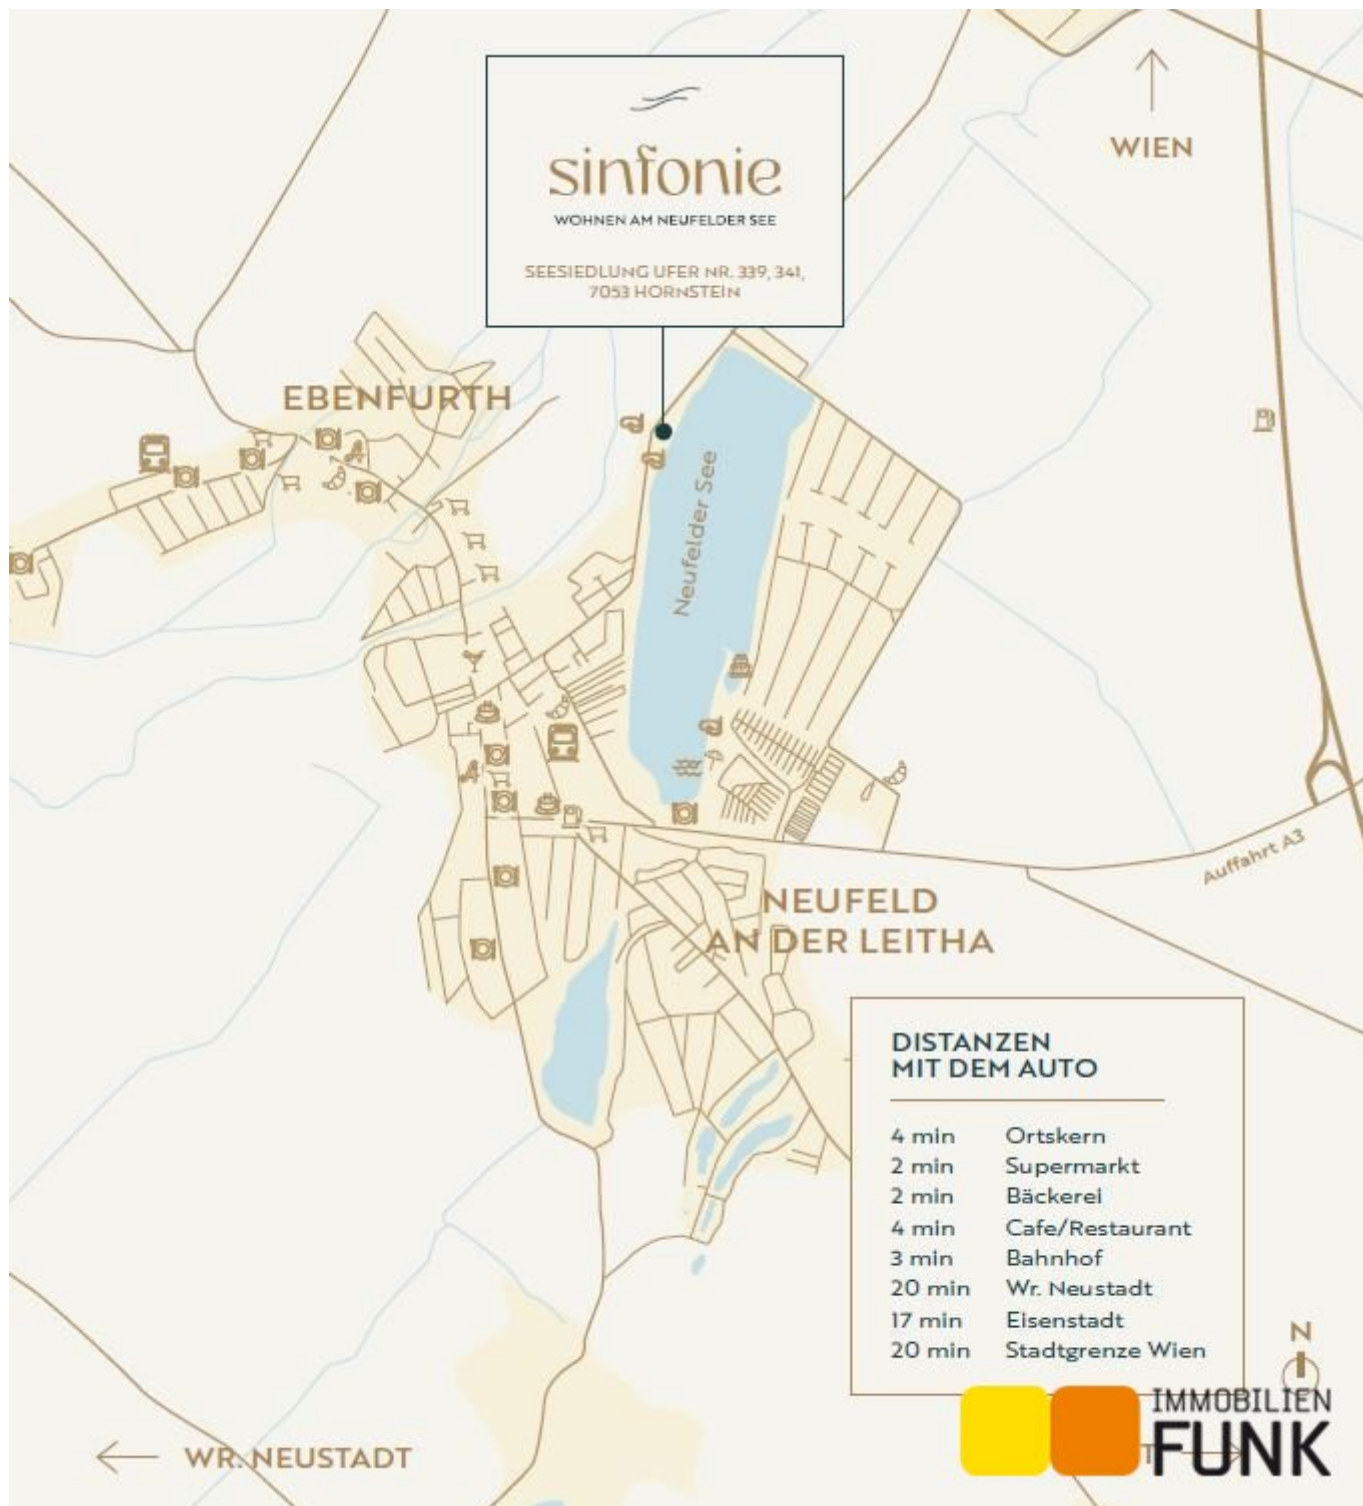 WIEN
sinfonie
WOHNEN AM NEUFELDER SEE
SEESIEDLUNG UFER NR. 339, 341,
7053 HORNSTEIN
EBENFURTH
Neufelder See
Auffahrt A3
NEUFELD
AN DER LEITHA
DISTANZEN
MIT DEM AUTO
4 min Ortskern
2 min Supermarkt
2 min Bäckerei
4 min Cafe/Restaurant
3 min Bahnhof
20 min Wr. Neustadt
17 min Eisenstadt
20 min Stadtgrenze Wien
N
IMMOBILIEN
FUNK
WR. NEUSTADT